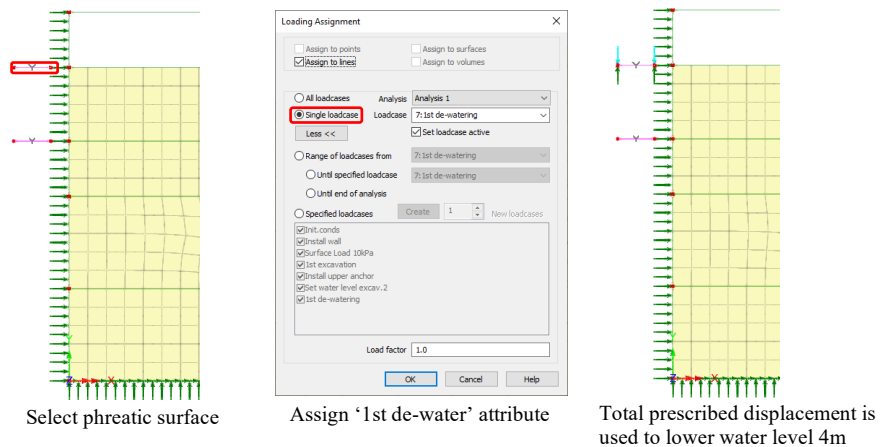 Loading Assignment
Assign to points
Assign to surfaces
Assign to lines
Assign to volumes
All loadcases
Analysis
Analysis 1
Single loadcase
Loadcase
7:1st de-watering
Less <<
Set loadcase active
Range of loadcases from
7:1st de-watering
Until specified loadcase
7:1st de-watering
Until end of analysis
Specified loadcases
Create
1
New loadcases
Init.conds
Install wall
Surface Load 10kPa
1st excavation
Install upper anchor
Set water level excav.2
1st de-watering
Load factor
1.0
OK
Cancel
Help
Y
Y
Y
X
Z
Y
Y
Y
X
Z
Select phreatic surface
Assign ‘1st de-water’ attribute
Total prescribed displacement is
used to lower water level 4m